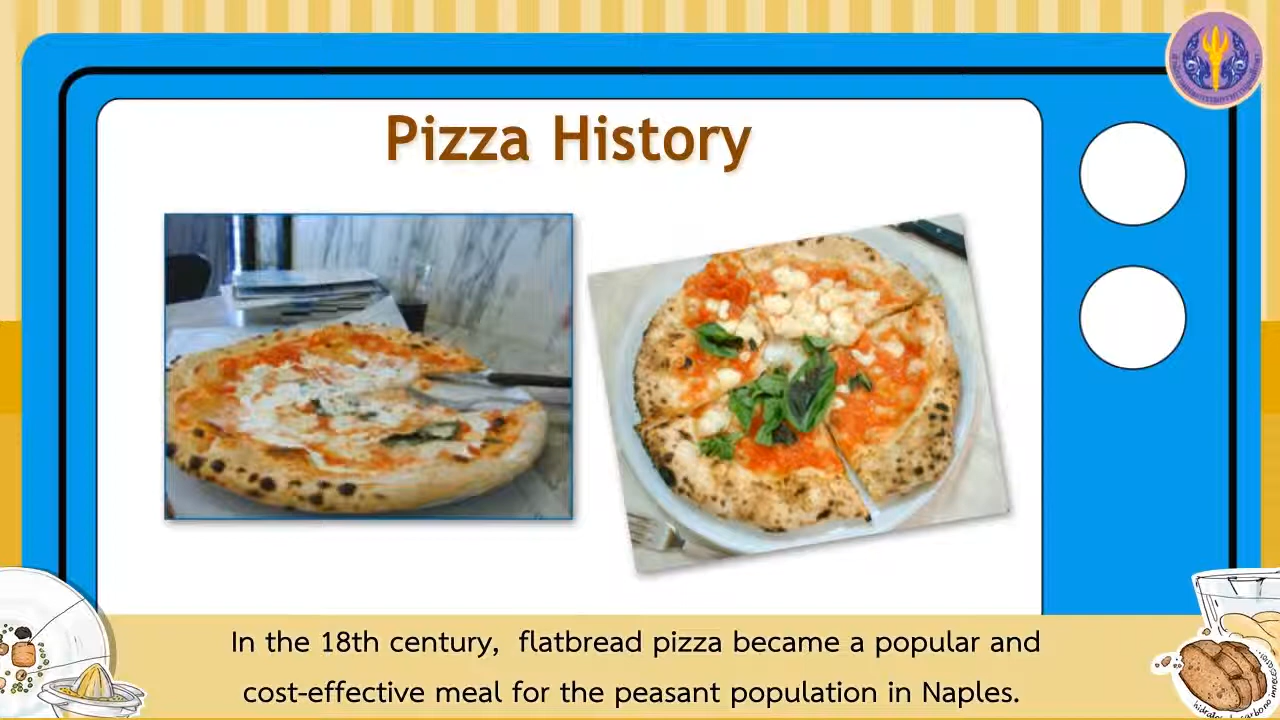 Pizza History
In the 18th century, flatbread pizza became a popular and
cost-effective meal for the peasant population in Naples.